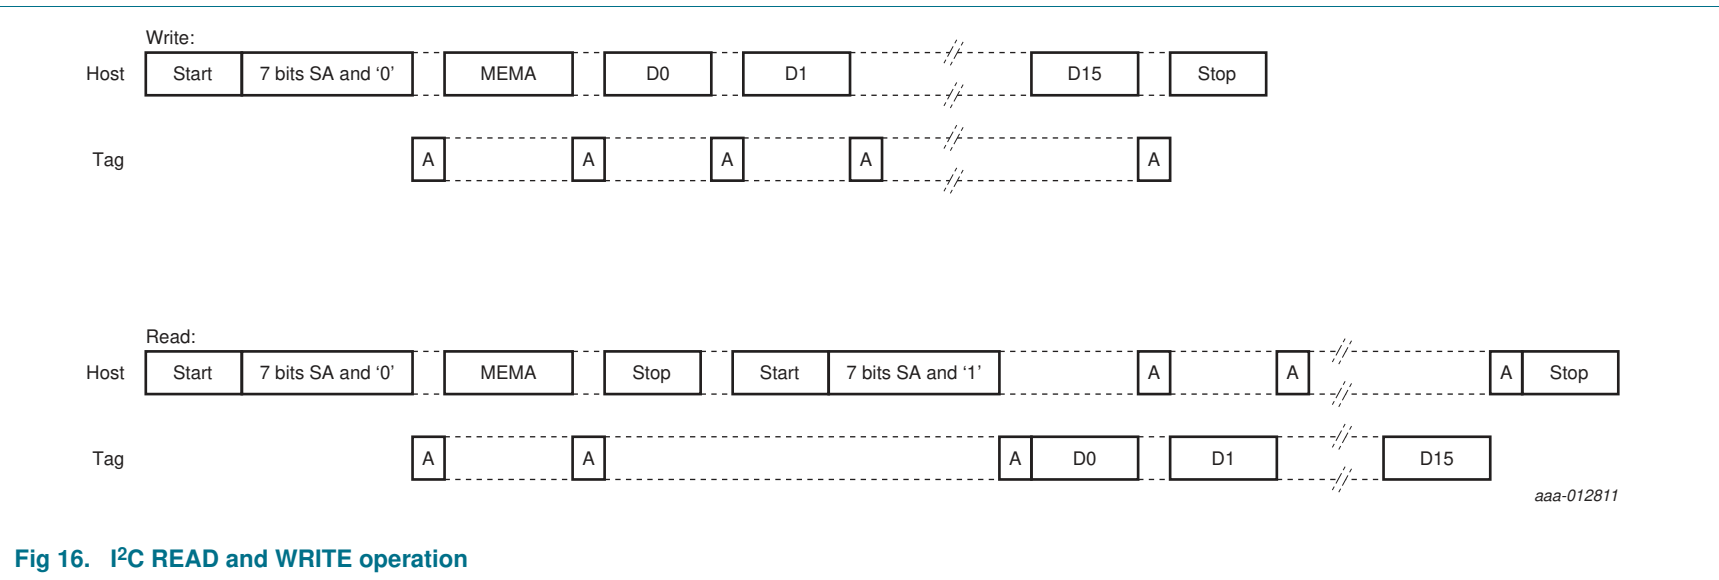 Write:
Host Start 7 bits SA and ‘0’ MEMA D0 D1 D15 Stop
Tag A A A A A
Read:
Host Start 7 bits SA and ‘0’ MEMA Stop Start 7 bits SA and ‘1’ A A A Stop
Tag A A A D0 D1 D15
aaa-012811
Fig 16. I²C READ and WRITE operation